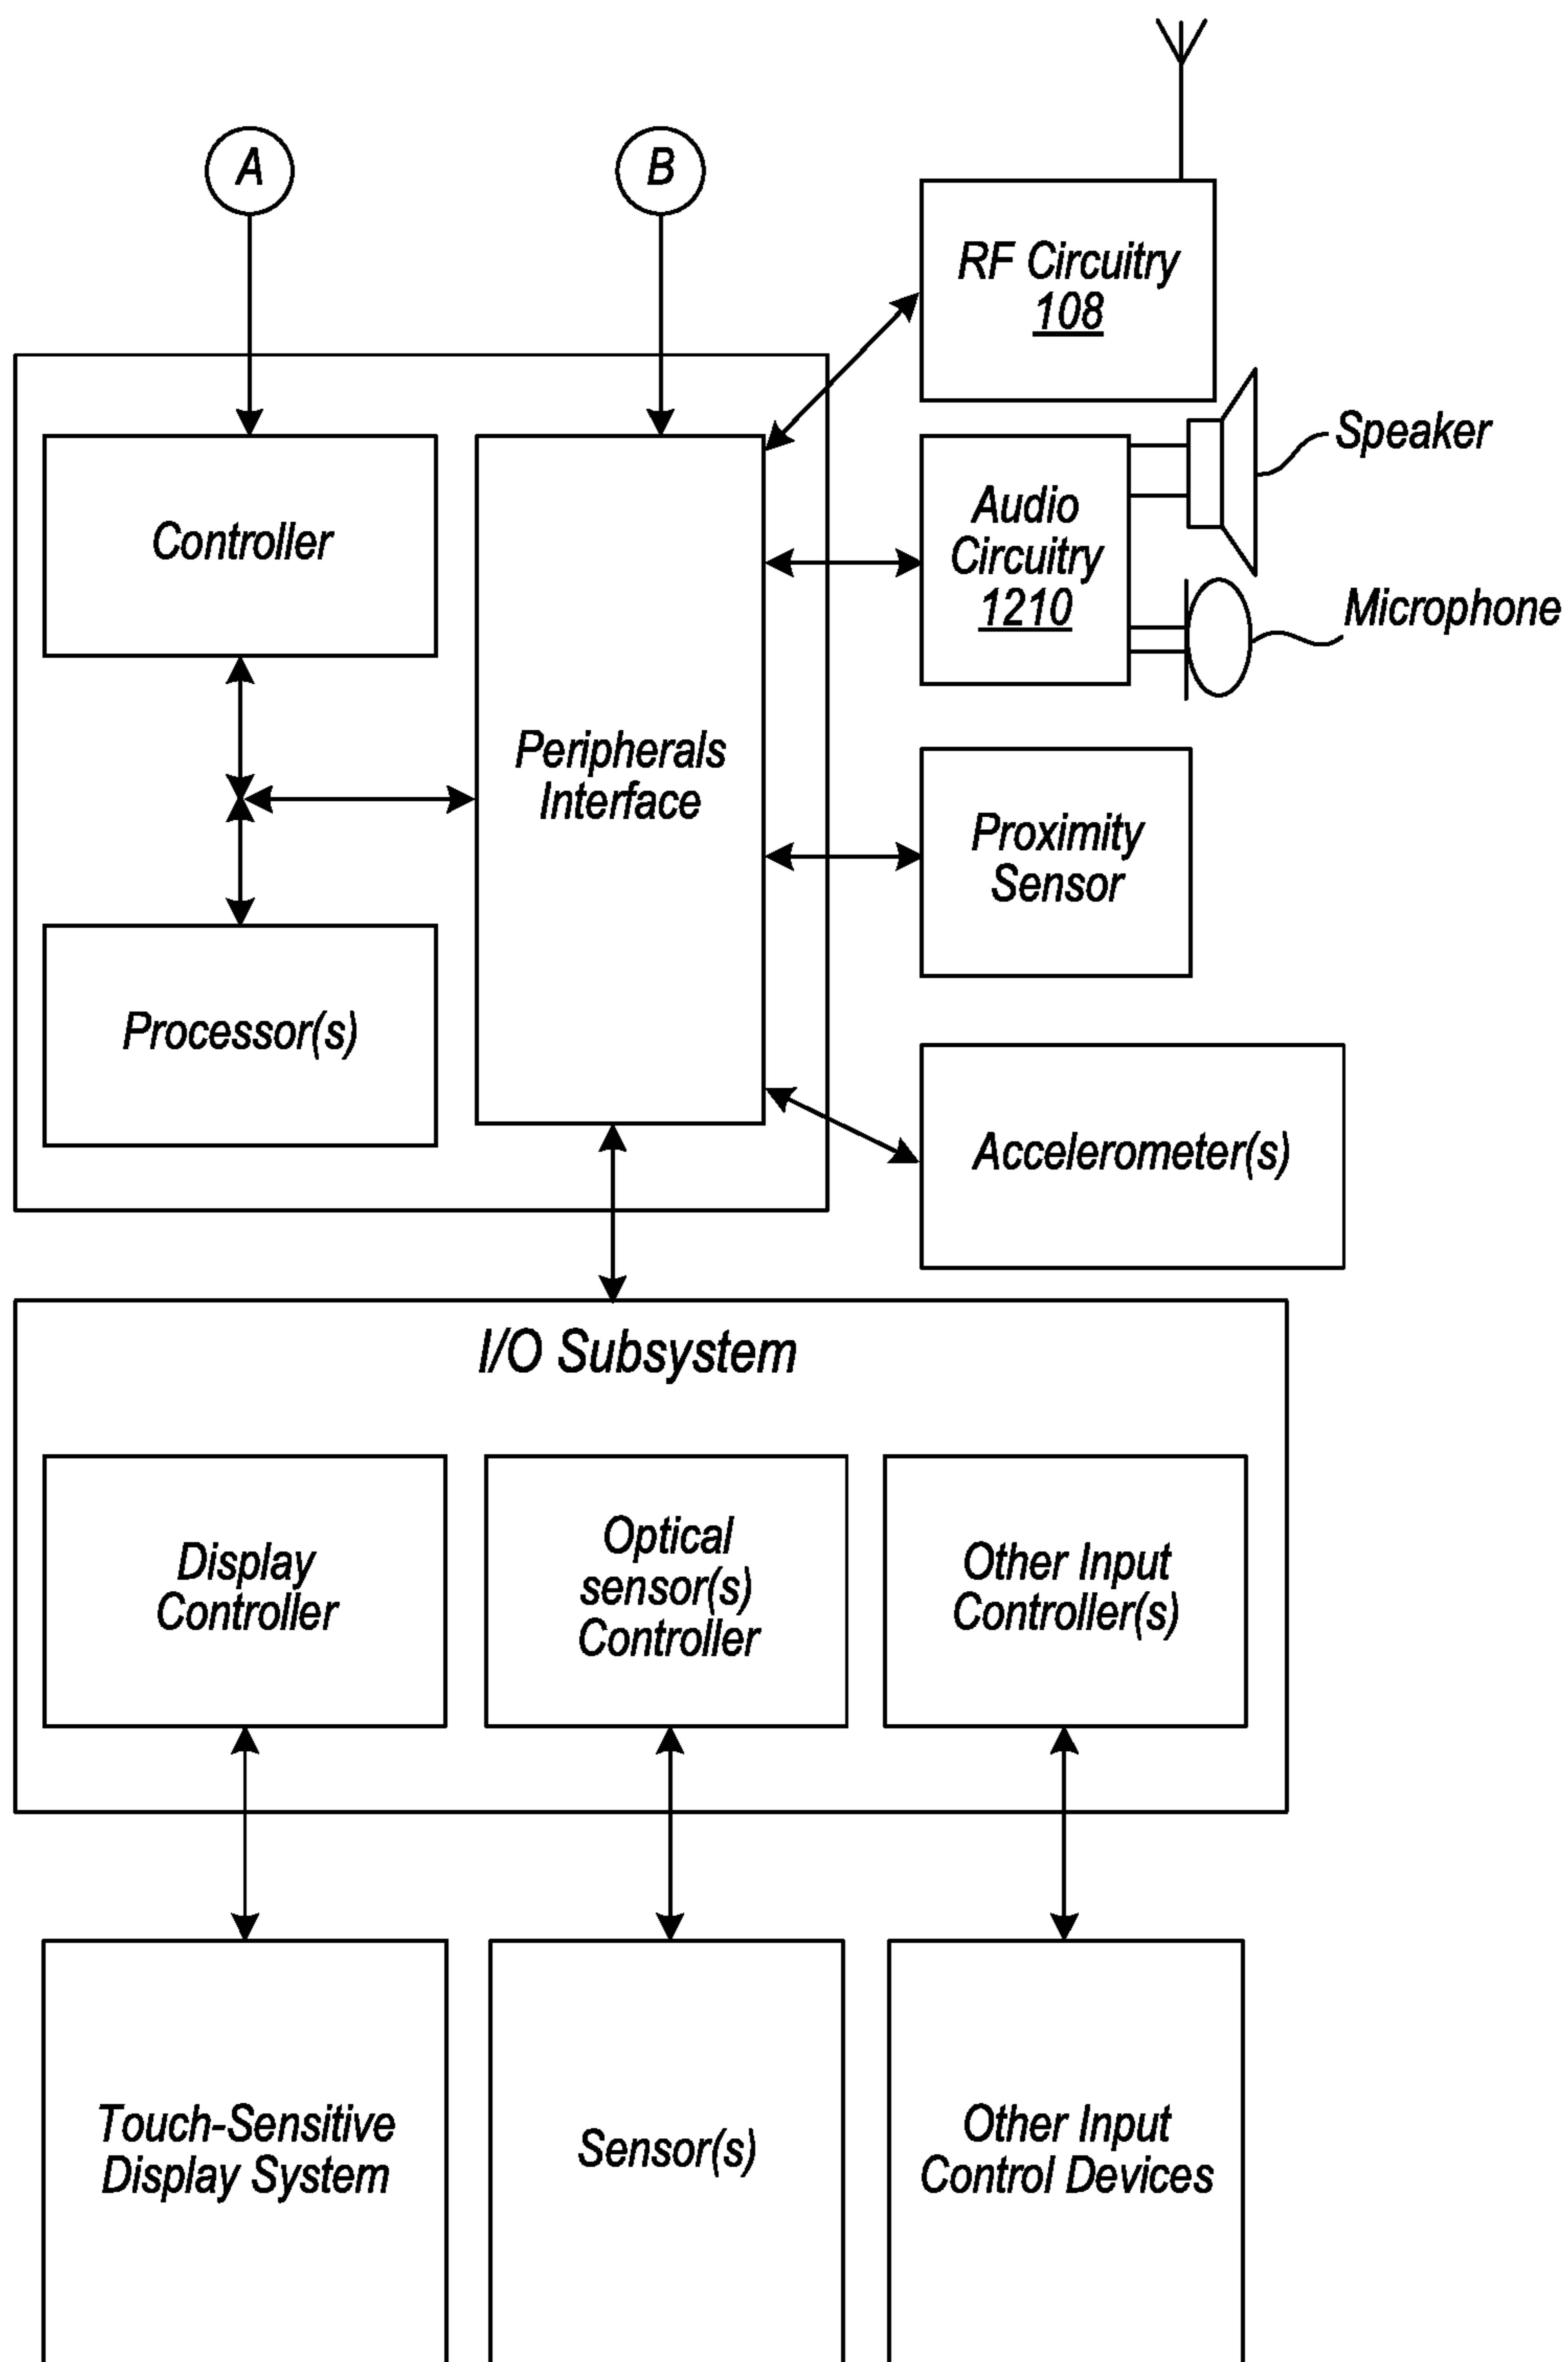 A
B
RF Circuitry
108
Speaker
Controller
Audio
Circuitry
1210
Microphone
Peripherals
Interface
Proximity
Sensor
Processor(s)
Accelerometer(s)
I/O Subsystem
Display
Controller
Optical
sensor(s)
Controller
Other Input
Controller(s)
Touch-Sensitive
Display System
Sensor(s)
Other Input
Control Devices